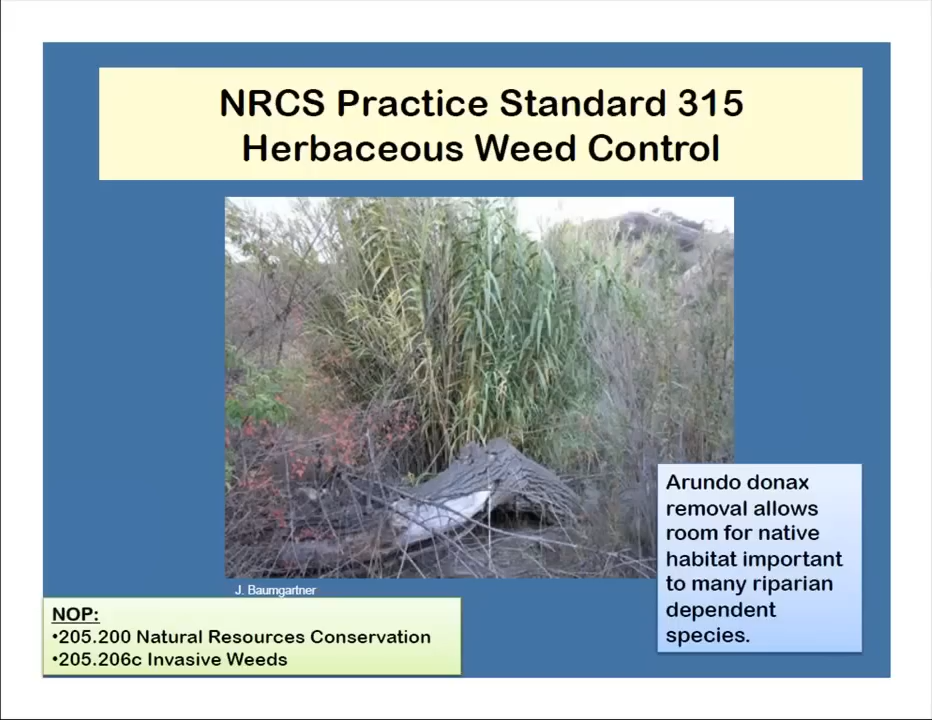 NRCS Practice Standard 315
Herbaceous Weed Control
Arundo donax
removal allows
room for native
habitat important
to many riparian
dependent
species.
J. Baumgartner
NOP:
•205.200 Natural Resources Conservation
•205.206c Invasive Weeds